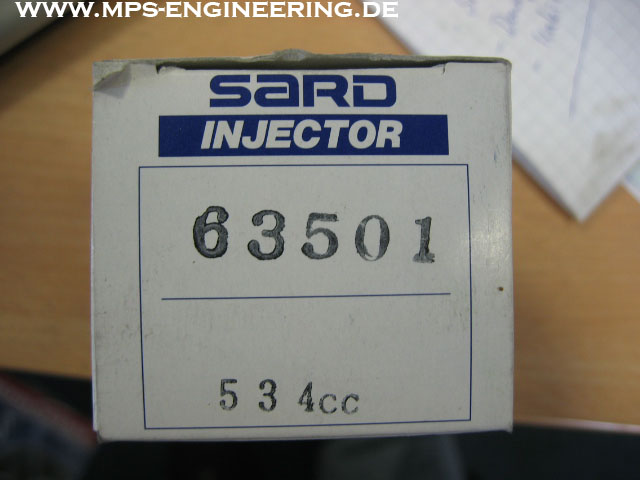 WWW.MPS-ENGINEERING.DE
SARD
INJECTOR
63501
534cc